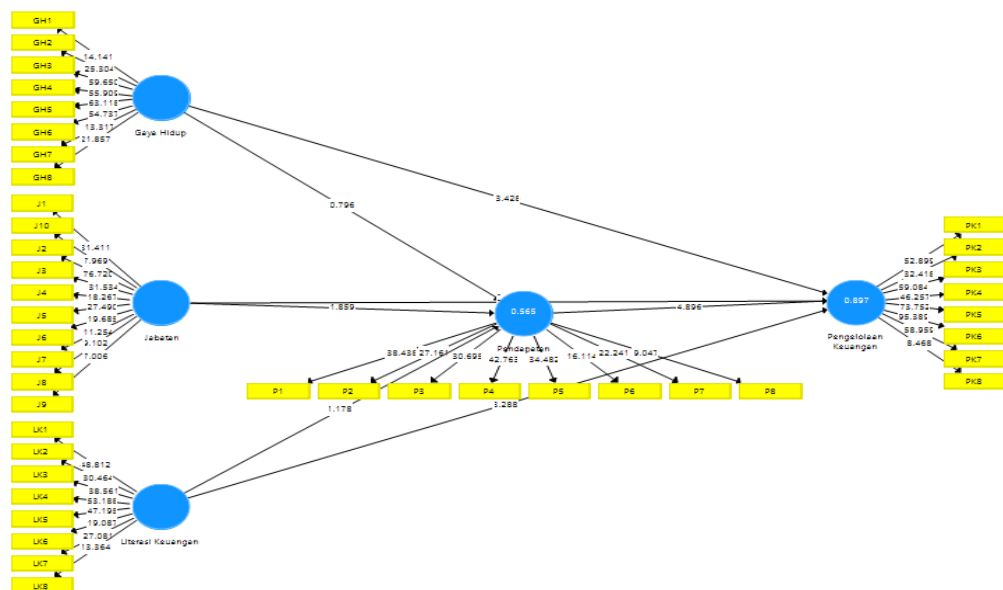 GH1
GH2
GH3
GH4
GH5
GH6
GH7
GH8
14.141
25.304
59.650
55.909
63.118
54.737
13.317
21.857
Gaya Hidup
J1
J10
J2
J3
J4
J5
J6
J7
J8
J9
31.411
7.969
76.720
31.534
18.267
27.490
19.685
11.254
9.102
7.006
Jabatan
LK1
LK2
LK3
LK4
LK5
LK6
LK7
LK8
48.812
30.464
38.561
53.188
47.195
19.087
27.081
13.364
Literasi Keuangan
0.796
3.428
1.859
4.896
1.178
3.288
0.565
Pendapatan
38.438
27.161
30.695
42.763
34.482
16.114
22.241
9.047
P1
P2
P3
P4
P5
P6
P7
P8
0.897
Pengelolaan
Keuangan
52.899
32.418
59.084
46.257
73.752
95.389
58.959
8.468
PK1
PK2
PK3
PK4
PK5
PK6
PK7
PK8